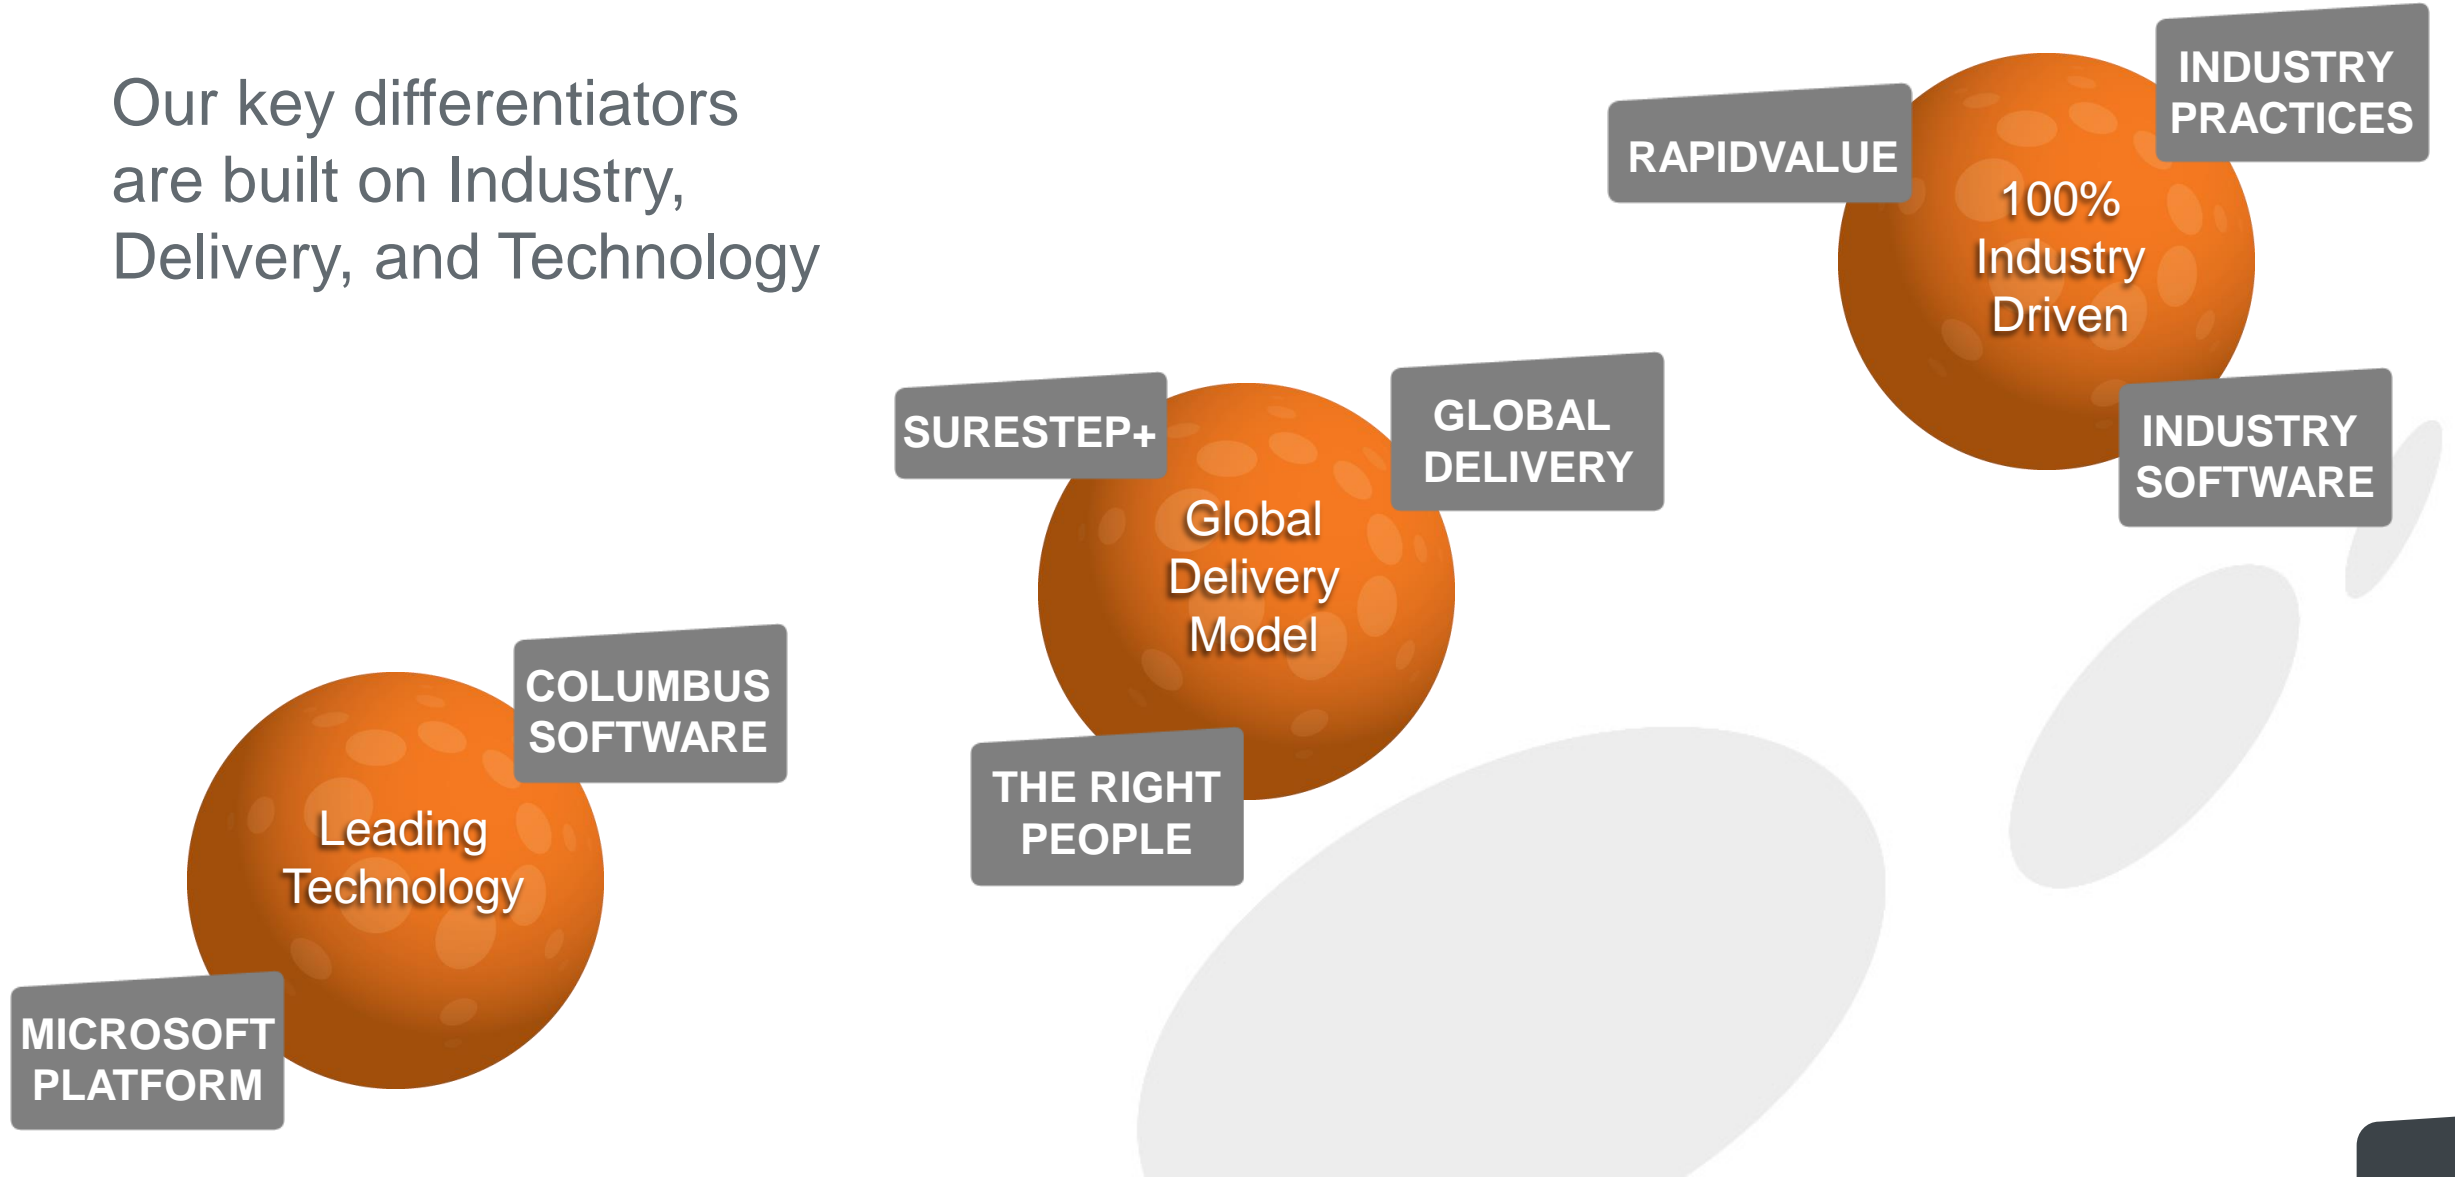 Our key differentiators
are built on Industry,
Delivery, and Technology
RAPIDVALUE
INDUSTRY
PRACTICES
100%
Industry
Driven
INDUSTRY
SOFTWARE
SURESTEP+
GLOBAL
DELIVERY
Global
Delivery
Model
THE RIGHT
PEOPLE
COLUMBUS
SOFTWARE
Leading
Technology
MICROSOFT
PLATFORM